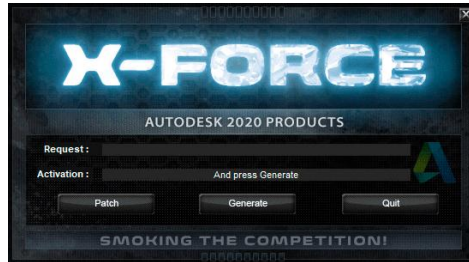 X-FORCE
AUTODESK 2020 PRODUCTS
Request :
Activation : And press Generate
Patch Generate Quit
SMOKING THE COMPETITION!